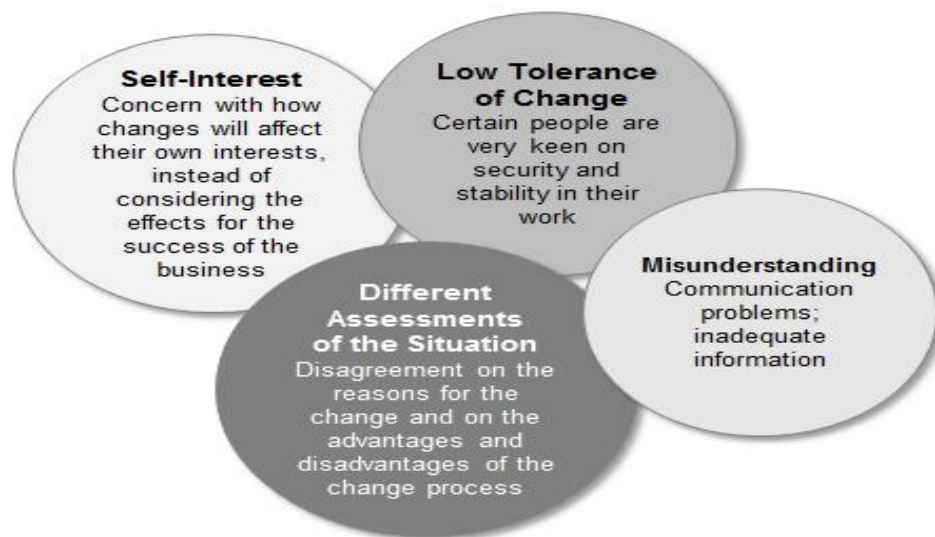 Self-Interest
Concern with how
changes will affect
their own interests,
instead of
considering the
effects for the
success of the
business
Low Tolerance
of Change
Certain people are
very keen on
security and
stability in their
work
Different
Assessments
of the Situation
Disagreement on the
reasons for the
change and on the
advantages and
disadvantages of the
change process
Misunderstanding
Communication
problems;
inadequate
information